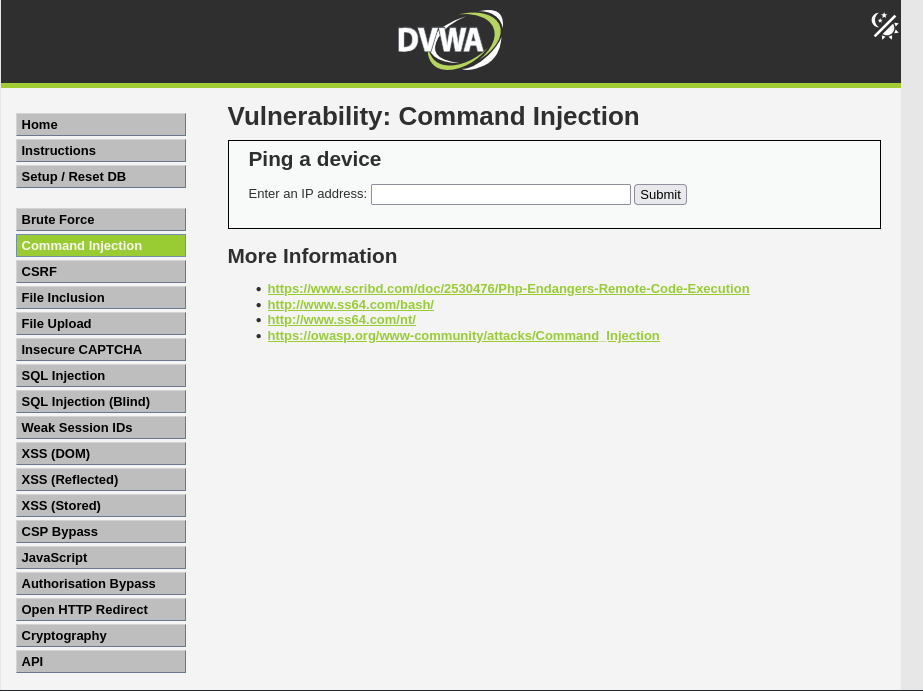 DVWA
Home
Instructions
Setup / Reset DB
Brute Force
Command Injection
CSRF
File Inclusion
File Upload
Insecure CAPTCHA
SQL Injection
SQL Injection (Blind)
Weak Session IDs
XSS (DOM)
XSS (Reflected)
XSS (Stored)
CSP Bypass
JavaScript
Authorisation Bypass
Open HTTP Redirect
Cryptography
API
Vulnerability: Command Injection
Ping a device
Enter an IP address: Submit
More Information
https://www.scribd.com/doc/2530476/Php-Endangers-Remote-Code-Execution
http://www.ss64.com/bash/
http://www.ss64.com/nt/
https://owasp.org/www-community/attacks/Command_Injection